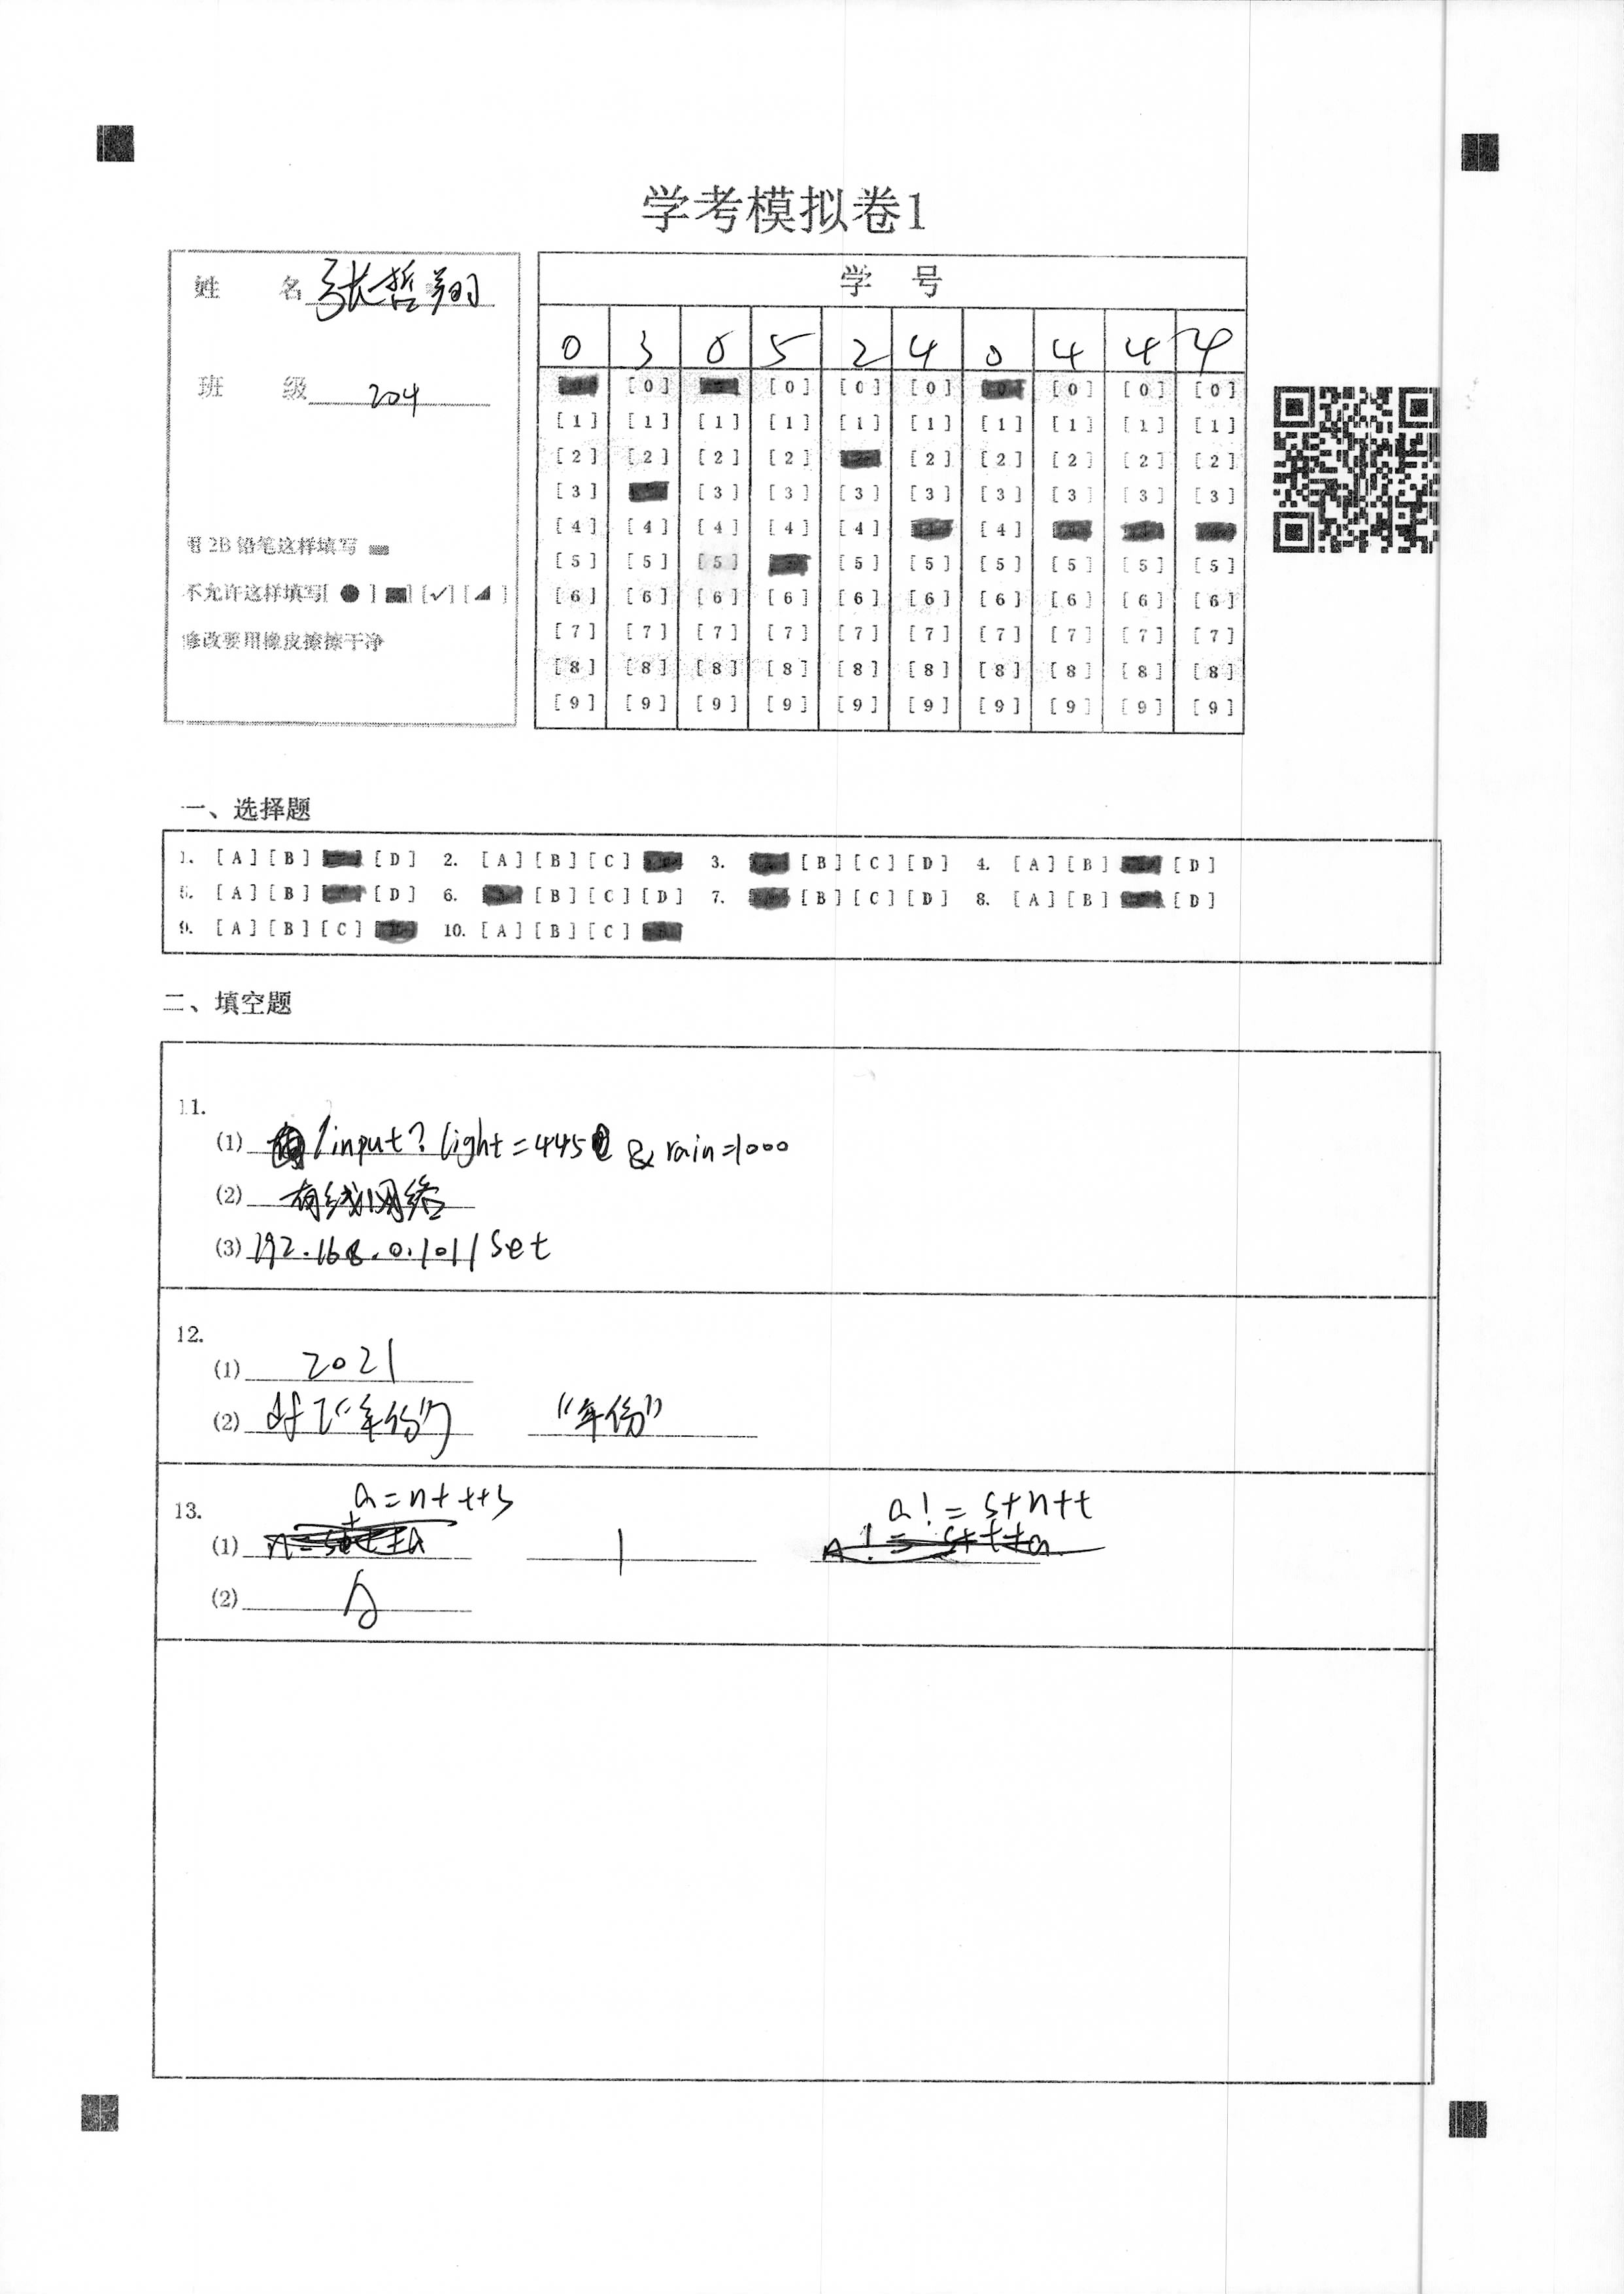 学考模拟卷1
姓 名 张哲翔
班 级 204
用 2B 铅笔这样填写
不允许这样填写[ ● ] [■] [✓] [◢ ]
修改要用橡皮擦擦干净
学 号
0 3 0 5 2 4 0 4 4 4
[0] [0] [0] [0] [0] [0] [0]
[1] [1] [1] [1] [1] [1] [1] [1] [1] [1]
[2] [2] [2] [2] [2] [2] [2] [2] [2]
[3] [3] [3] [3] [3] [3] [3] [3] [3]
[4] [4] [4] [4] [4] [4]
[5] [5] [5] [5] [5] [5] [5] [5] [5]
[6] [6] [6] [6] [6] [6] [6] [6] [6] [6]
[7] [7] [7] [7] [7] [7] [7] [7] [7] [7]
[8] [8] [8] [8] [8] [8] [8] [8] [8] [8]
[9] [9] [9] [9] [9] [9] [9] [9] [9] [9]
一、选择题
1. [A] [B] [D] 2. [A] [B] [C] 3. [B] [C] [D] 4. [A] [B] [D]
5. [A] [B] [D] 6. [B] [C] [D] 7. [B] [C] [D] 8. [A] [B] [D]
9. [A] [B] [C] 10. [A] [B] [C]
二、填空题
11.
(1) /input?light=445 & rain=1000
(2) 有线网络
(3) 192.168.0.101/set
12.
(1) 2021
(2) df["年份"] "年份"
13.
a=n+t+s a!=s+n+t
(1) 1
(2)